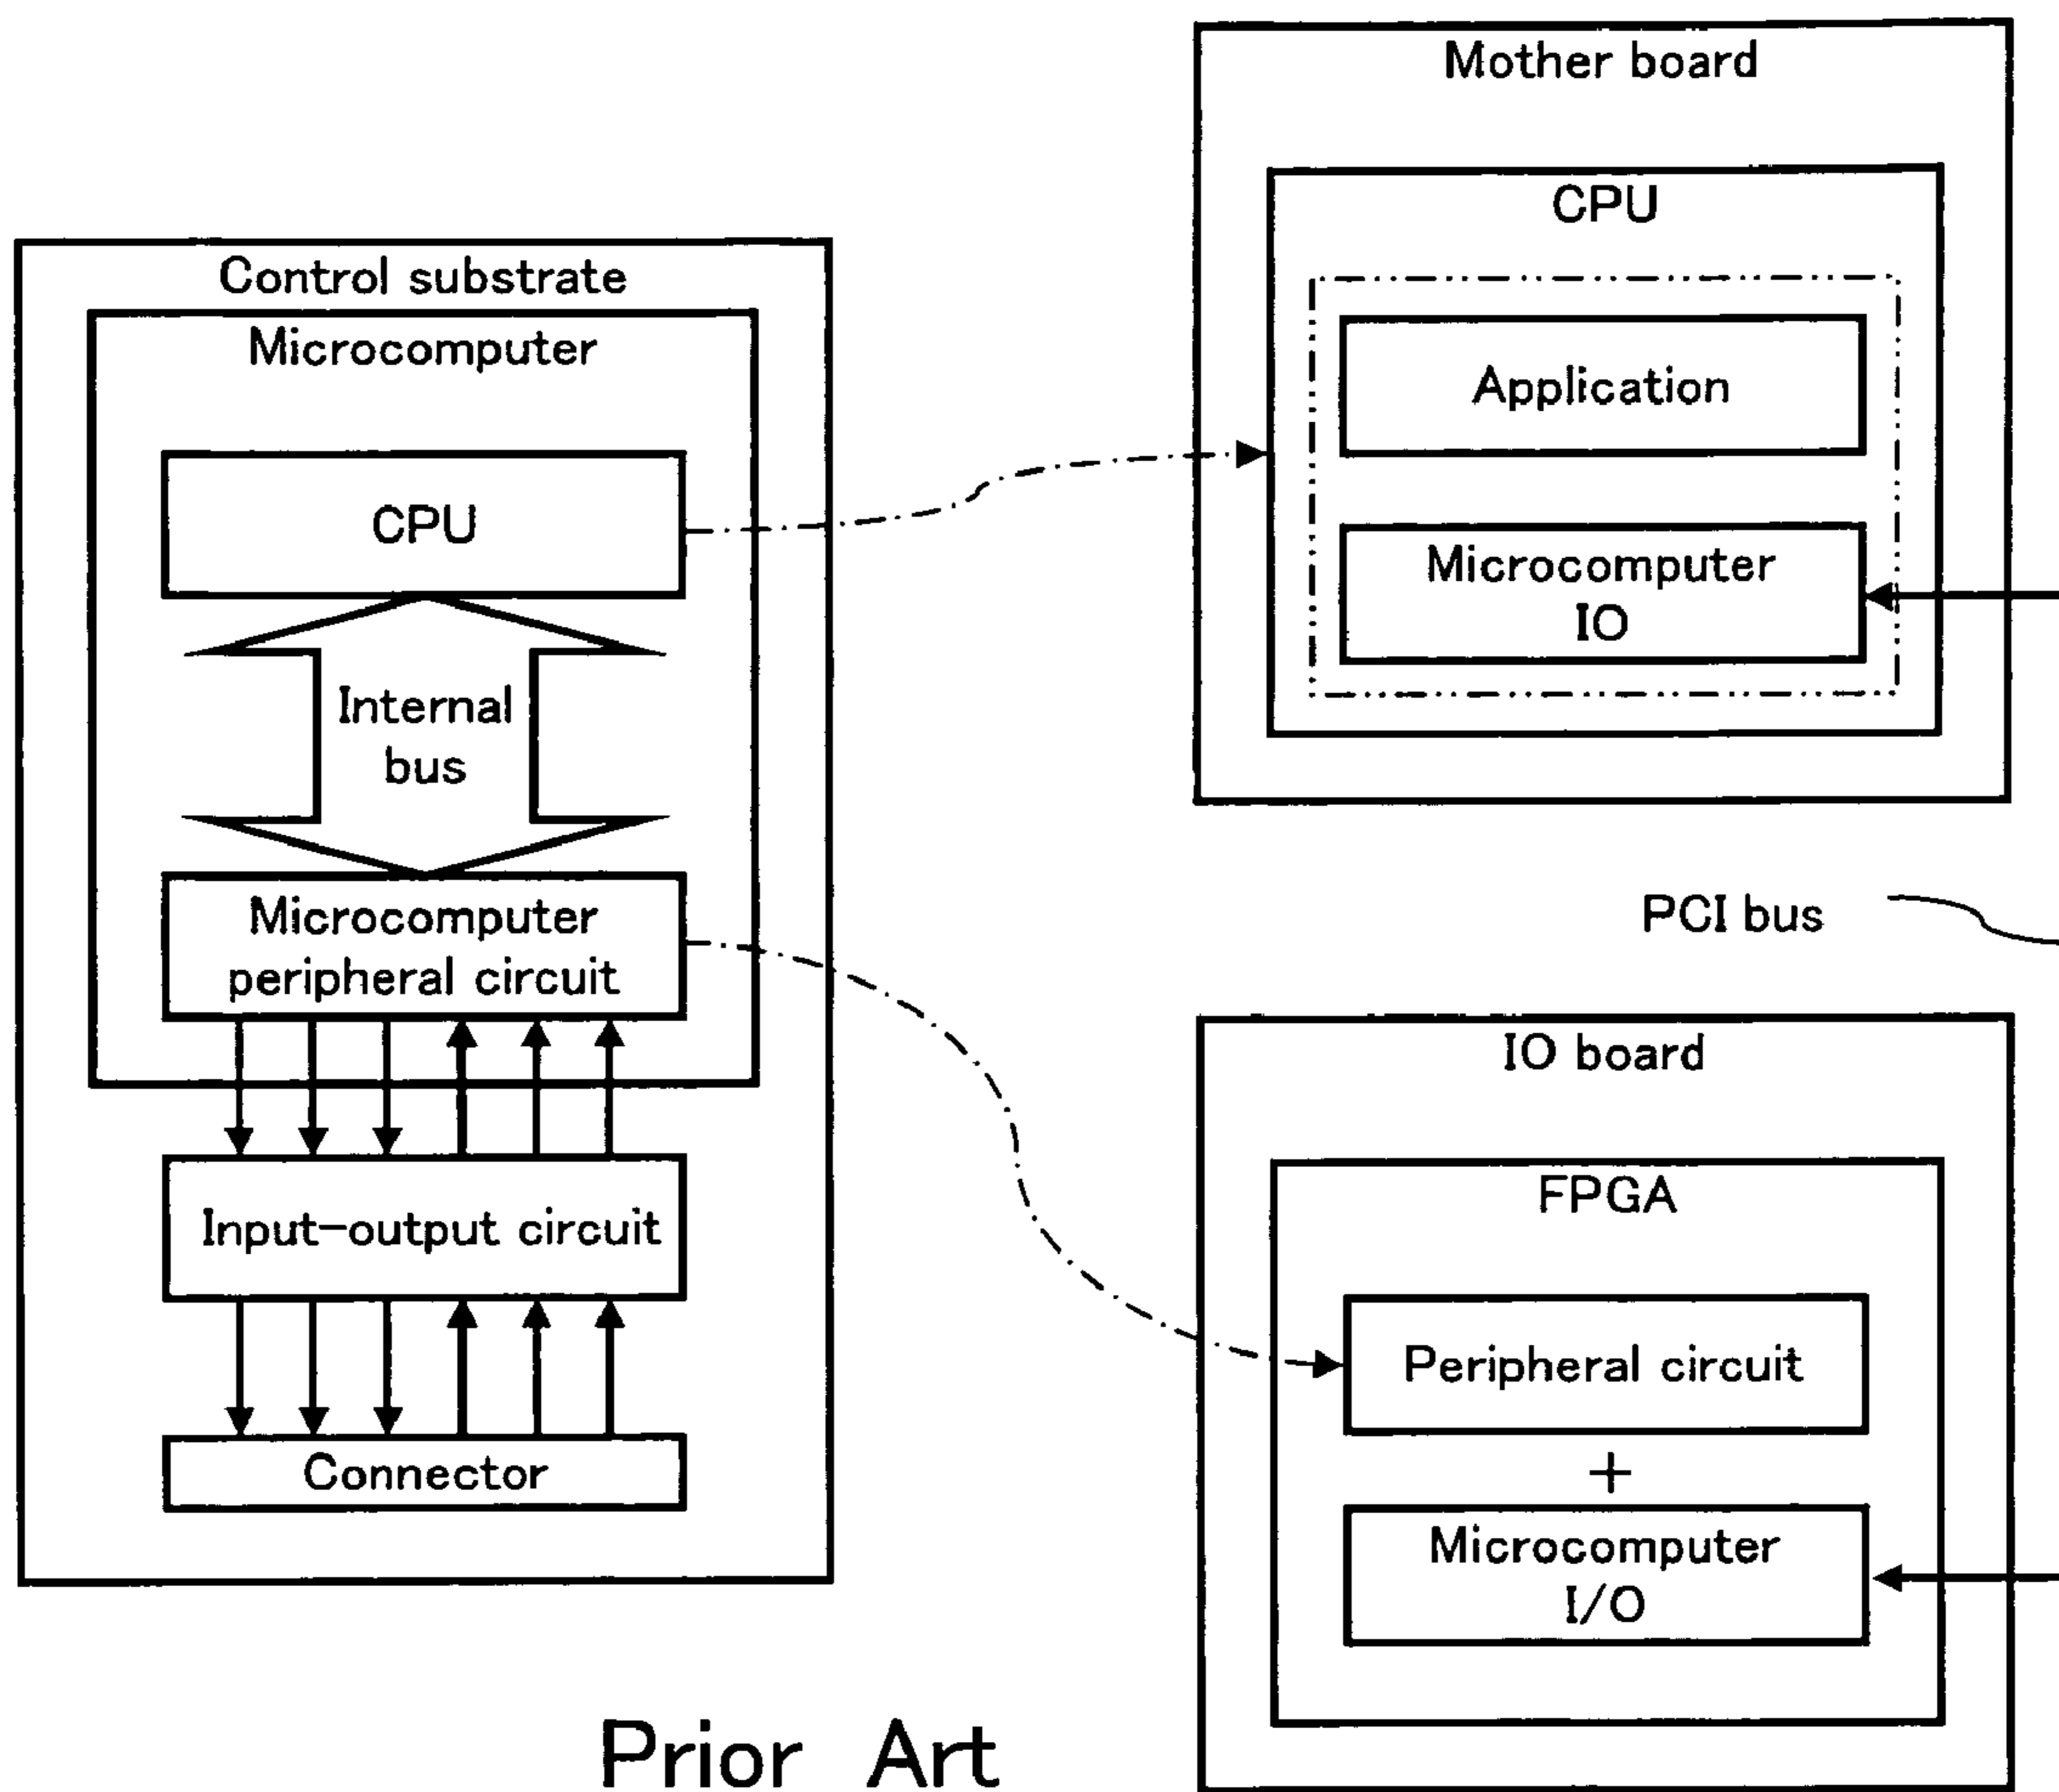 Control substrate
Microcomputer
CPU
Internal
bus
Microcomputer
peripheral circuit
Input-output circuit
Connector
Mother board
CPU
Application
Microcomputer
IO
PCI bus
IO board
FPGA
Peripheral circuit
+
Microcomputer
I/O
Prior Art